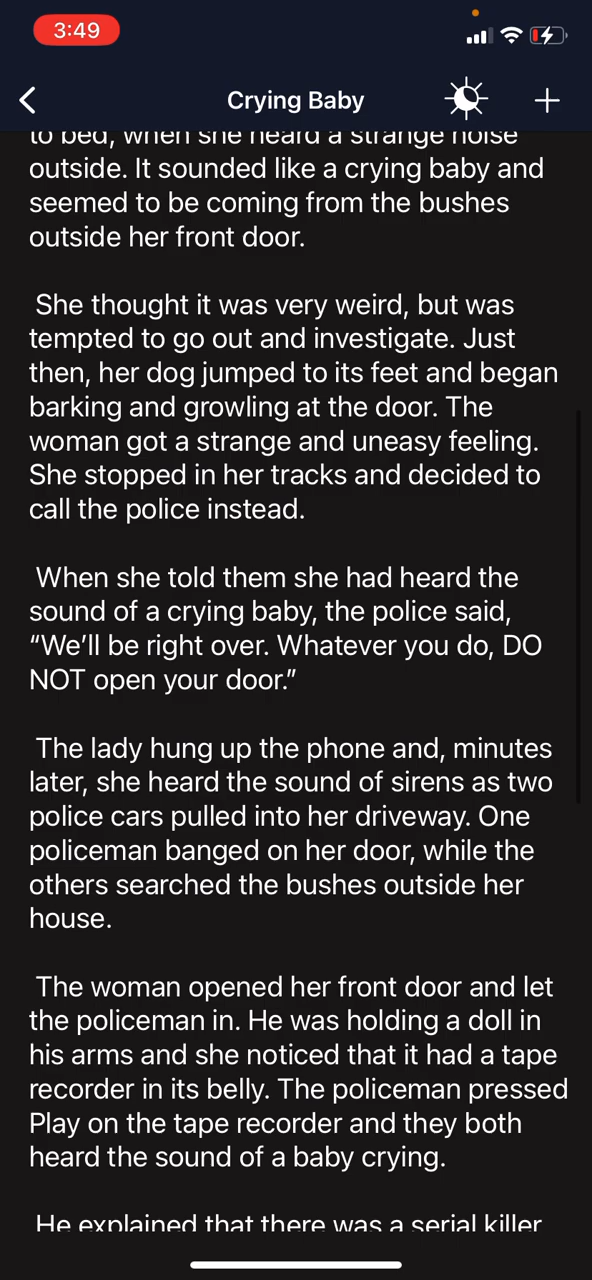 3:49
Crying Baby
to bed, when she heard a strange noise
outside. It sounded like a crying baby and
seemed to be coming from the bushes
outside her front door.
She thought it was very weird, but was
tempted to go out and investigate. Just
then, her dog jumped to its feet and began
barking and growling at the door. The
woman got a strange and uneasy feeling.
She stopped in her tracks and decided to
call the police instead.
When she told them she had heard the
sound of a crying baby, the police said,
“We’ll be right over. Whatever you do, DO
NOT open your door.”
The lady hung up the phone and, minutes
later, she heard the sound of sirens as two
police cars pulled into her driveway. One
policeman banged on her door, while the
others searched the bushes outside her
house.
The woman opened her front door and let
the policeman in. He was holding a doll in
his arms and she noticed that it had a tape
recorder in its belly. The policeman pressed
Play on the tape recorder and they both
heard the sound of a baby crying.
He explained that there was a serial killer